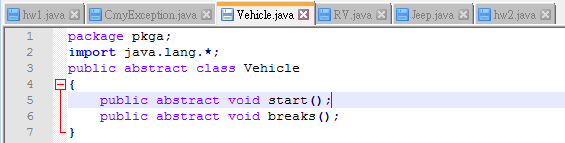 hw1.java CmyException.java Vehicle.java RV.java Jeep.java hw2.java
1 package pkga;
2 import java.lang.*;
3 public abstract class Vehicle
4 {
5 public abstract void start();
6 public abstract void breaks();
7 }